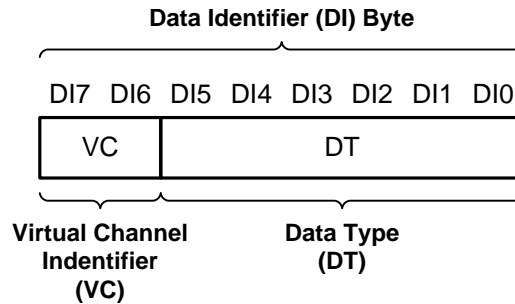 Data Identifier (DI) Byte
DI7 DI6 DI5 DI4 DI3 DI2 DI1 DI0
VC DT
Virtual Channel
Indentifier
(VC)
Data Type
(DT)